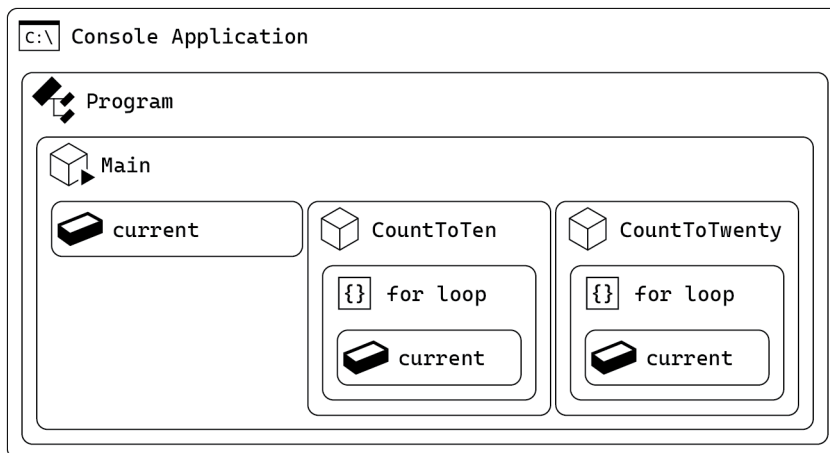 C:\ Console Application
Program
Main
current
CountToTen
CountToTwenty
{} for loop
{} for loop
current
current